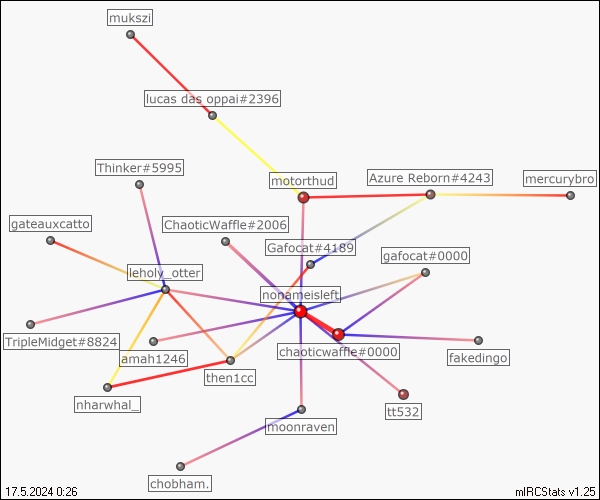 mukszi
lucas das oppai#2396
Thinker#5995
motorthud
Azure Reborn#4243
mercurybro
gateauxcatto
ChaoticWaffle#2006
Gafocat#4189
gafocat#0000
leholy_otter
nonameisleft_
TripleMidget#8824
amah1246
chaoticwaffle#0000
fakedingo
then1cc
nharwhal_
tt532
moonraven
chobham.
17.5.2024 0:26
mIRCStats v1.25